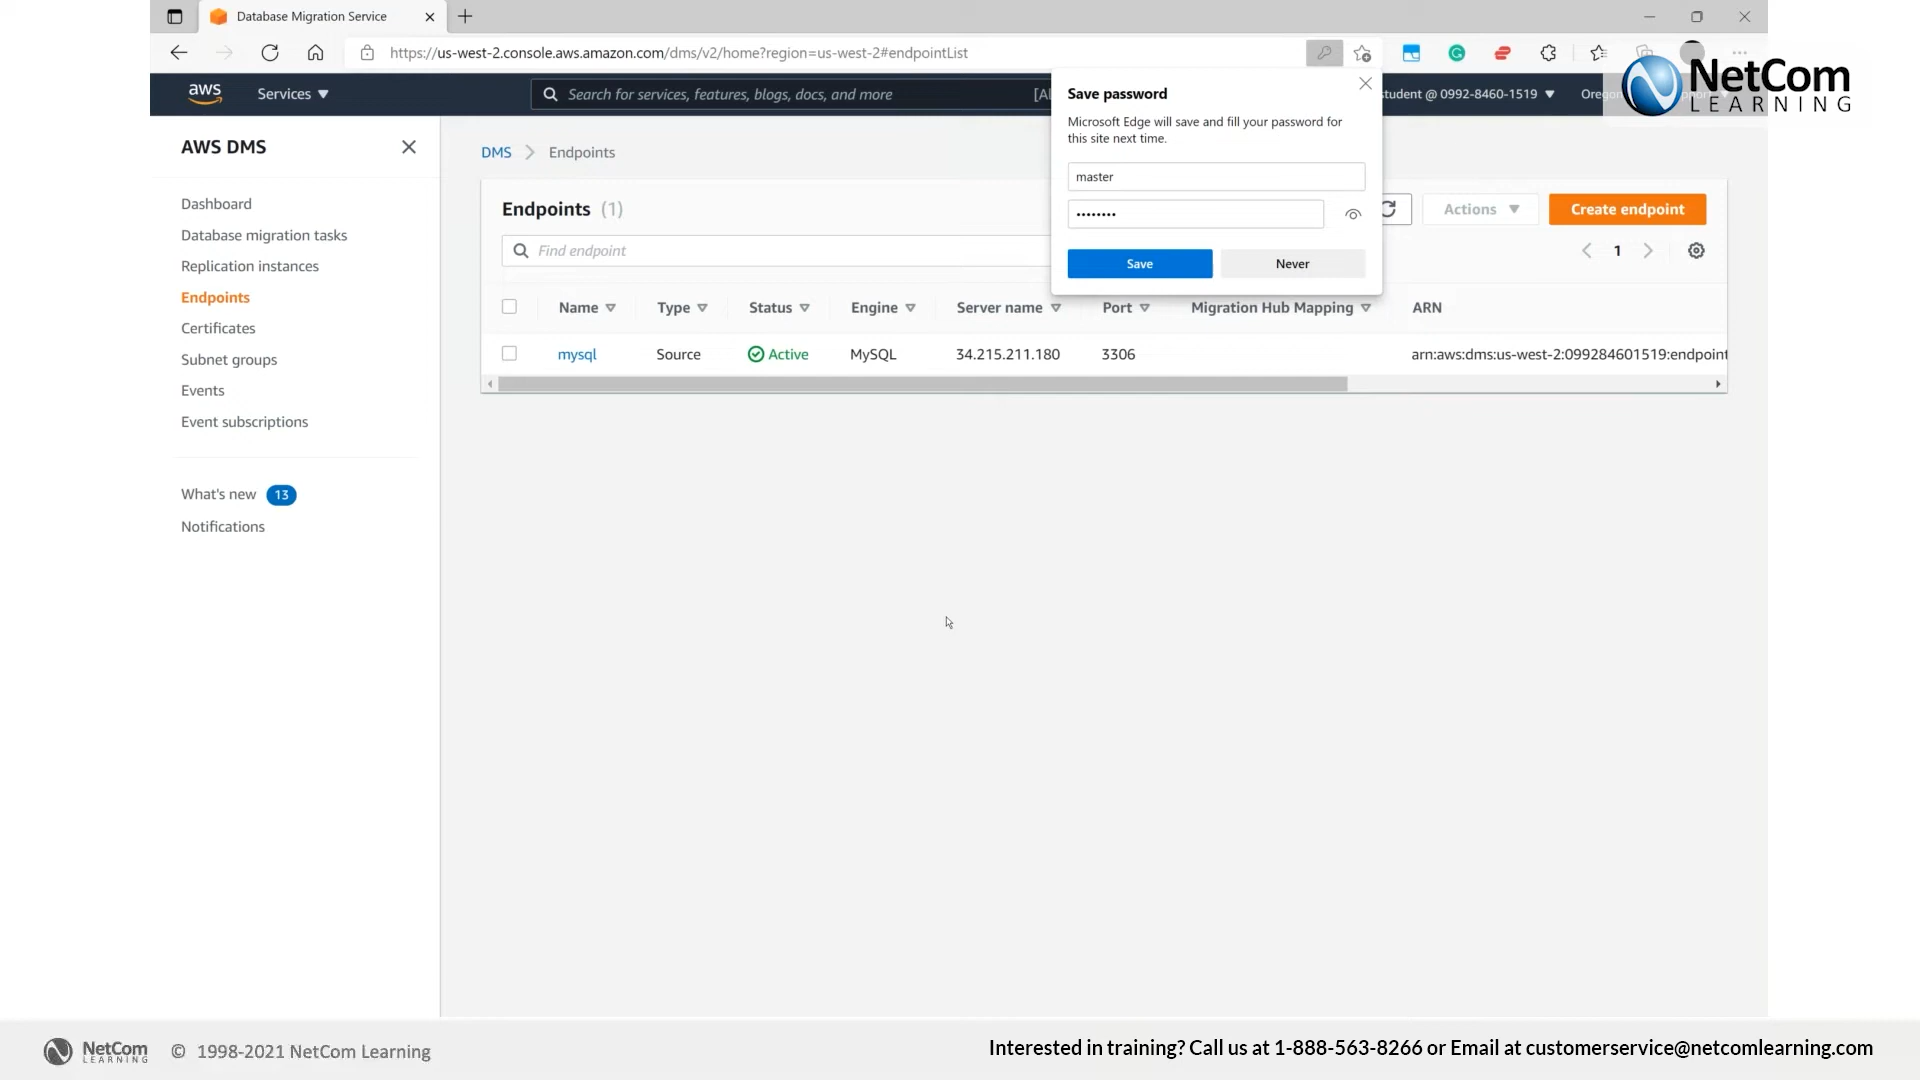 Database Migration Service
https://us-west-2.console.aws.amazon.com/dms/v2/home?region=us-west-2#endpointList
aws
Services
Search for services, features, blogs, docs, and more
student @ 0992-8460-1519
NetCom
LEARNING
Save password
Microsoft Edge will save and fill your password for
this site next time.
master
••••••••
Save
Never
AWS DMS
Dashboard
Database migration tasks
Replication instances
Endpoints
Certificates
Subnet groups
Events
Event subscriptions
What's new 13
Notifications
DMS
Endpoints
Endpoints (1)
Actions
Create endpoint
Find endpoint
1
Name Type Status Engine Server name Port Migration Hub Mapping ARN
mysql Source Active MySQL 34.215.211.180 3306 arn:aws:dms:us-west-2:099284601519:endpoint
NetCom
LEARNING
© 1998-2021 NetCom Learning
Interested in training? Call us at 1-888-563-8266 or Email at customerservice@netcomlearning.com